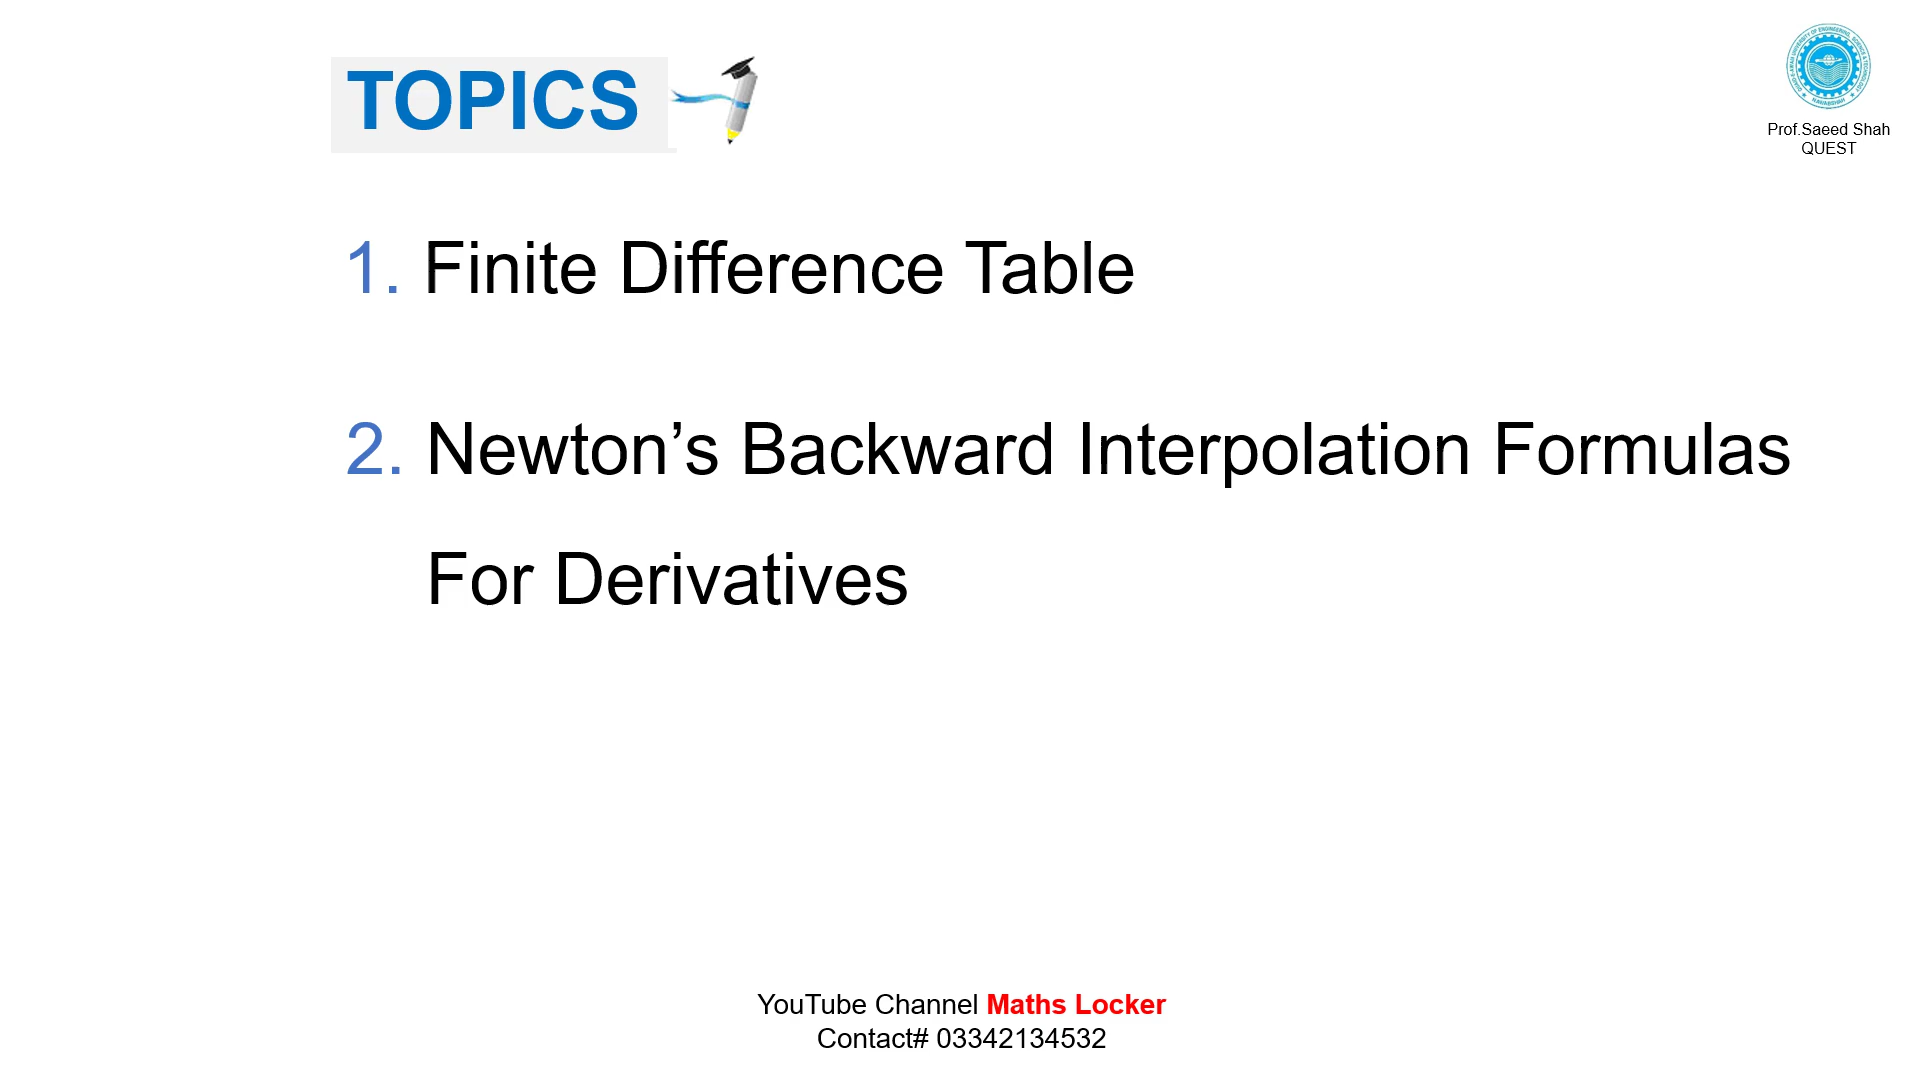 TOPICS
Prof.Saeed Shah
QUEST
1. Finite Difference Table
2. Newton’s Backward Interpolation Formulas
For Derivatives
YouTube Channel Maths Locker
Contact# 03342134532